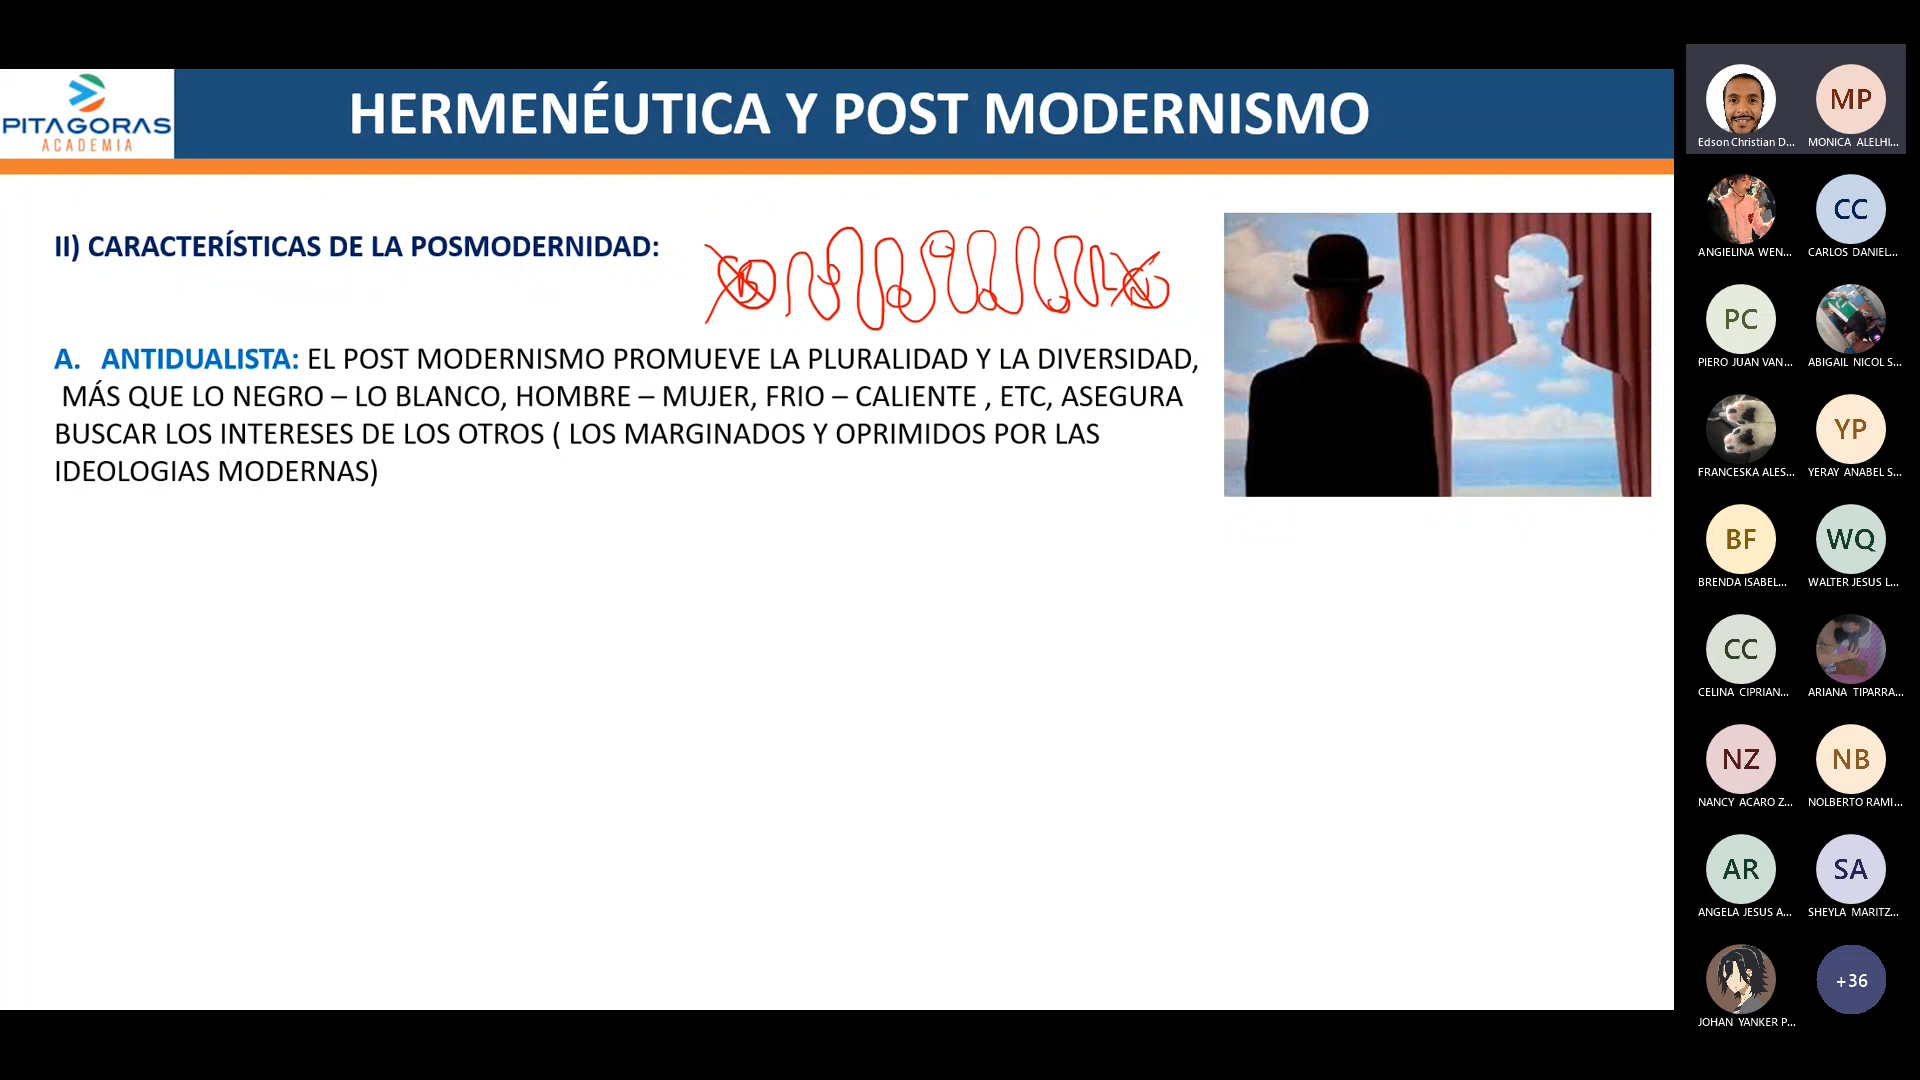 PITAGORAS
ACADEMIA
HERMENÉUTICA Y POST MODERNISMO
II) CARACTERÍSTICAS DE LA POSMODERNIDAD:
A. ANTIDUALISTA: EL POST MODERNISMO PROMUEVE LA PLURALIDAD Y LA DIVERSIDAD,
MÁS QUE LO NEGRO – LO BLANCO, HOMBRE – MUJER, FRIO – CALIENTE , ETC, ASEGURA
BUSCAR LOS INTERESES DE LOS OTROS ( LOS MARGINADOS Y OPRIMIDOS POR LAS
IDEOLOGIAS MODERNAS)
Edson Christian D...
MP
MONICA ALELHI...
ANGIELINA WEN...
CC
CARLOS DANIEL...
PC
PIERO JUAN VAN...
ABIGAIL NICOL S...
FRANCESKA ALES...
YP
YERAY ANABEL S...
BF
BRENDA ISABEL...
WQ
WALTER JESUS L...
CC
CELINA CIPRIAN...
ARIANA TIPARRA...
NZ
NANCY ACARO Z...
NB
NOLBERTO RAMI...
AR
ANGELA JESUS A...
SA
SHEYLA MARITZ...
JOHAN YANKER P...
+36